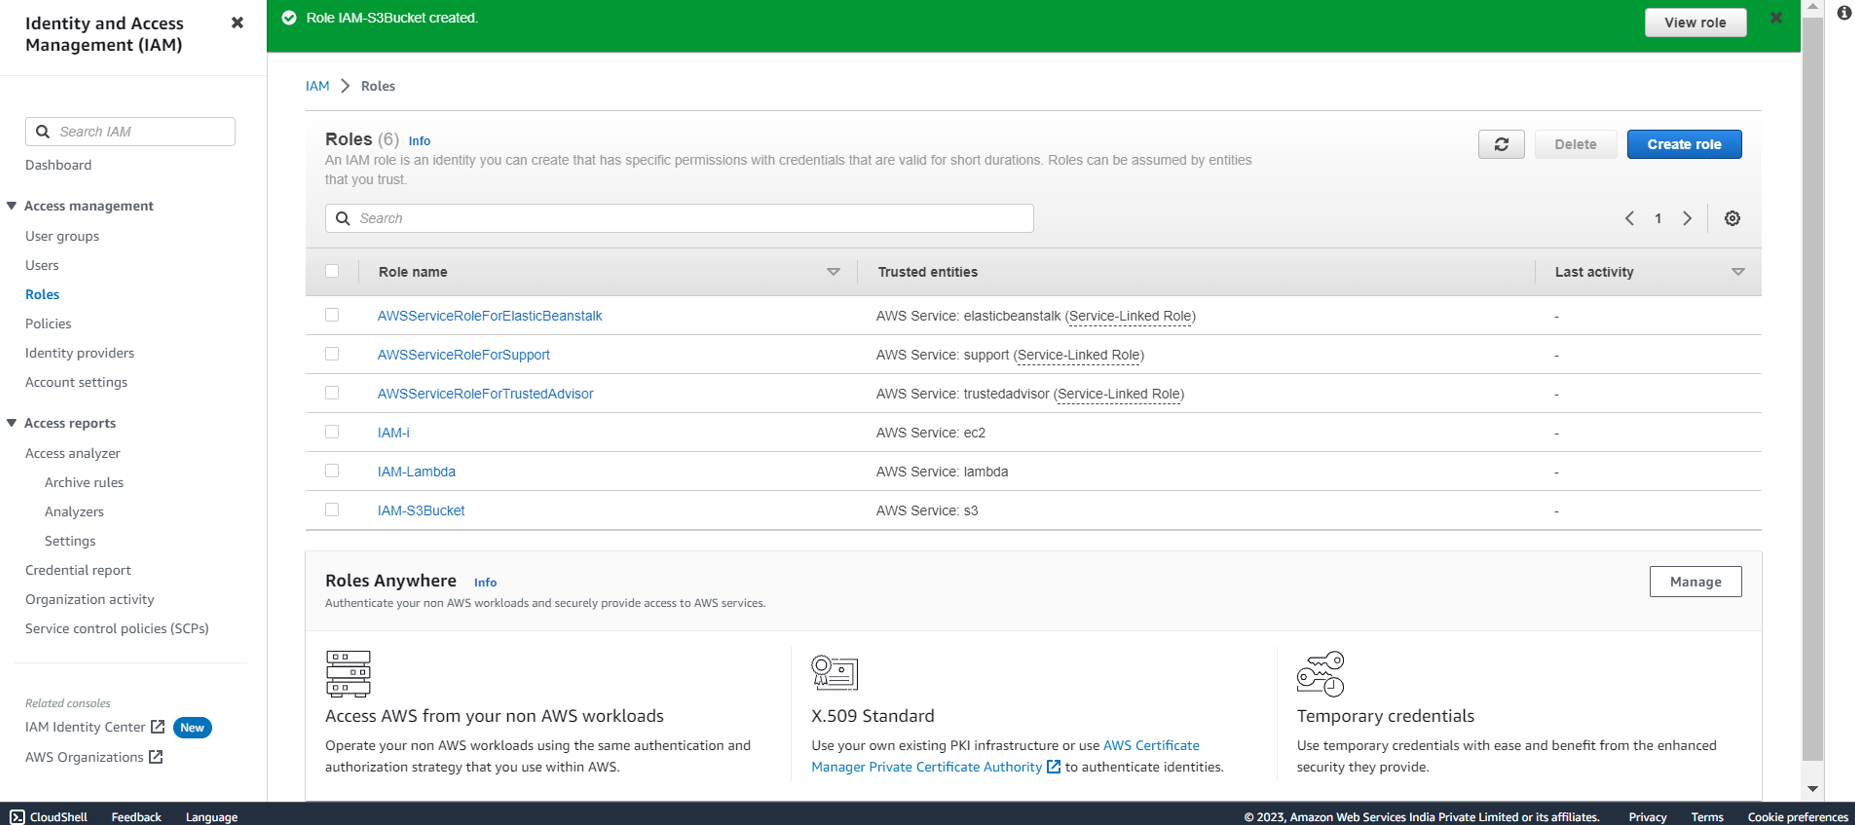 Identity and Access
Management (IAM)
Search IAM
Dashboard
Access management
User groups
Users
Roles
Policies
Identity providers
Account settings
Access reports
Access analyzer
Archive rules
Analyzers
Settings
Credential report
Organization activity
Service control policies (SCPs)
Related consoles
IAM Identity Center New
AWS Organizations
Role IAM-S3Bucket created.
View role
IAM > Roles
Roles (6) Info
An IAM role is an identity you can create that has specific permissions with credentials that are valid for short durations. Roles can be assumed by entities
that you trust.
Delete
Create role
Search
1
Role name Trusted entities Last activity
AWSServiceRoleForElasticBeanstalk AWS Service: elasticbeanstalk (Service-Linked Role) -
AWSServiceRoleForSupport AWS Service: support (Service-Linked Role) -
AWSServiceRoleForTrustedAdvisor AWS Service: trustedadvisor (Service-Linked Role) -
IAM-i AWS Service: ec2 -
IAM-Lambda AWS Service: lambda -
IAM-S3Bucket AWS Service: s3 -
Roles Anywhere Info
Authenticate your non AWS workloads and securely provide access to AWS services.
Manage
Access AWS from your non AWS workloads
Operate your non AWS workloads using the same authentication and
authorization strategy that you use within AWS.
X.509 Standard
Use your own existing PKI infrastructure or use AWS Certificate
Manager Private Certificate Authority to authenticate identities.
Temporary credentials
Use temporary credentials with ease and benefit from the enhanced
security they provide.
CloudShell Feedback Language © 2023, Amazon Web Services India Private Limited or its affiliates. Privacy Terms Cookie preferences